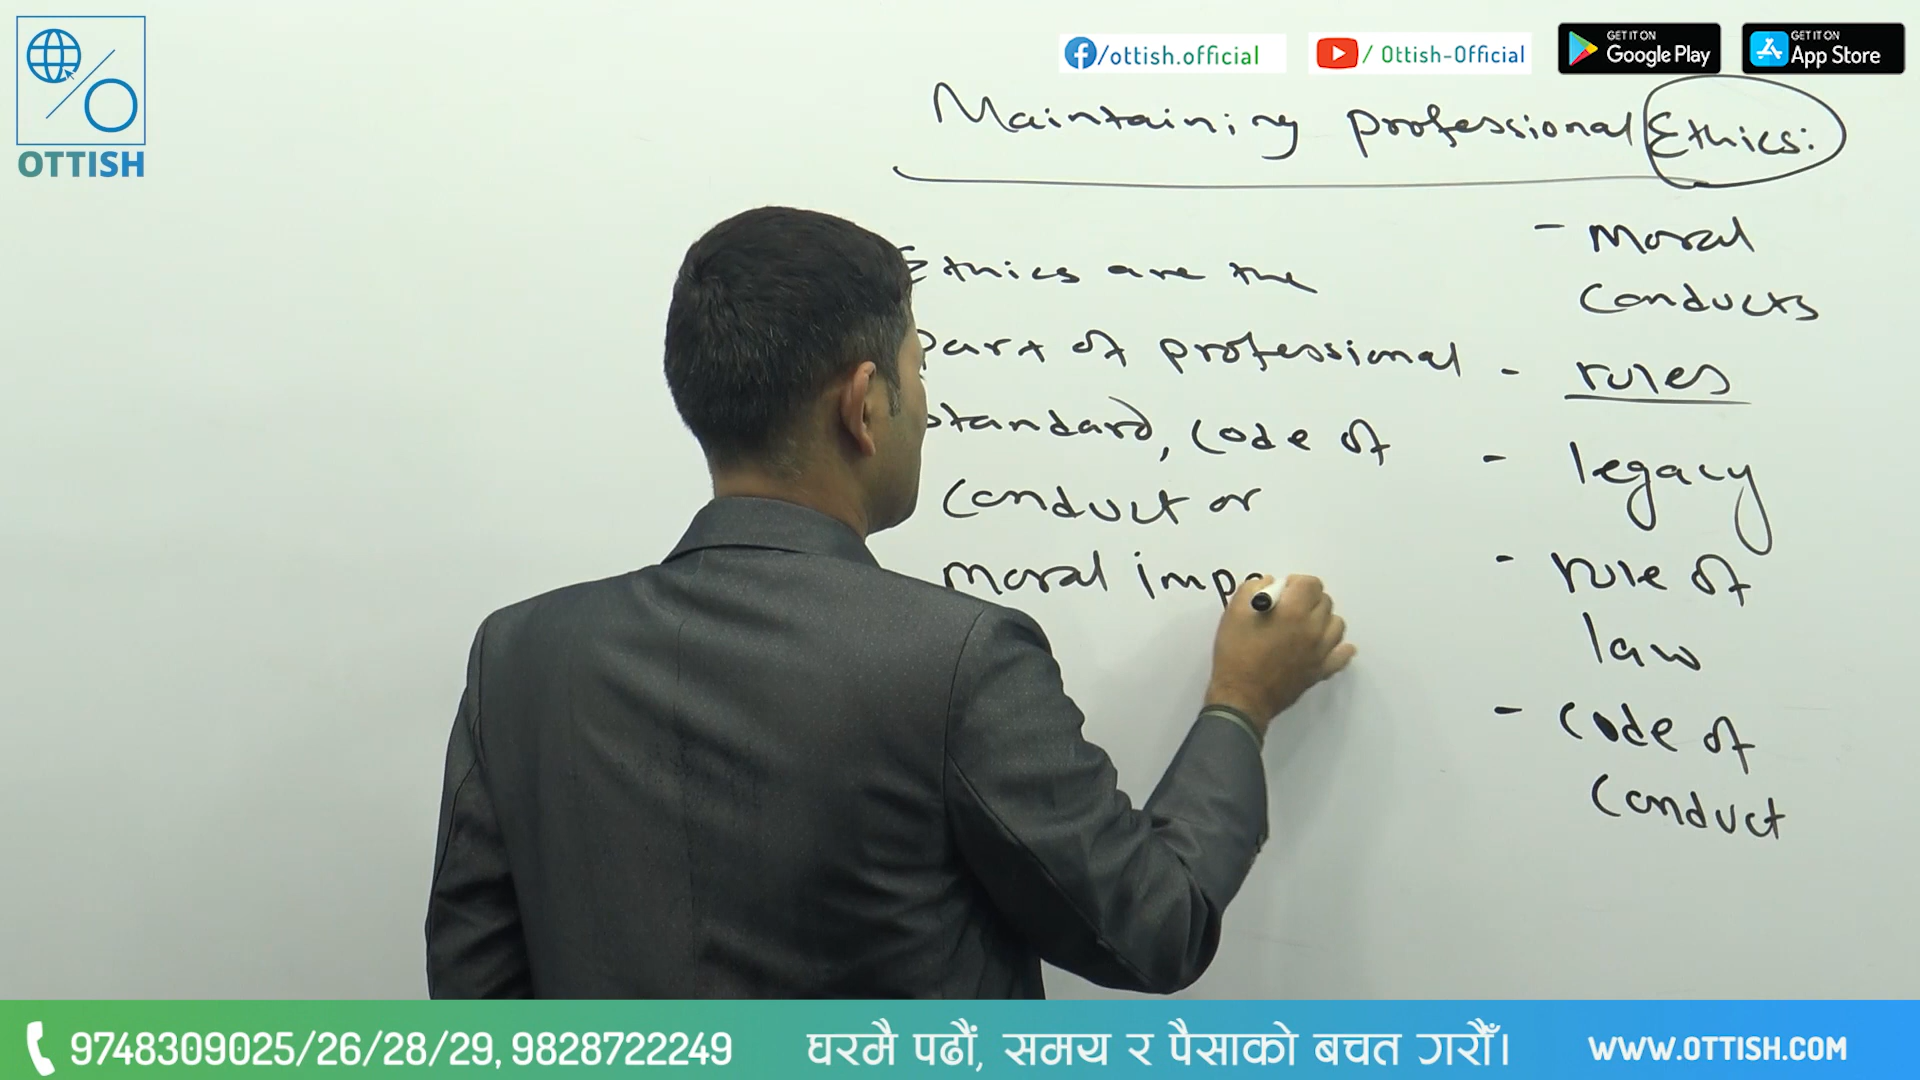 OTTISH
/ottish.official
/ Ottish-Official
GET IT ON
Google Play
GET IT ON
App Store
Maintaining professional Ethics:
Ethics are the
part of professional
standard, code of
conduct or
moral imp
- Moral
conducts
- rules
- legacy
- rule of
law
- code of
conduct
9748309025/26/28/29, 9828722249
घरमै पढौं, समय र पैसाको बचत गरौँ।
WWW.OTTISH.COM